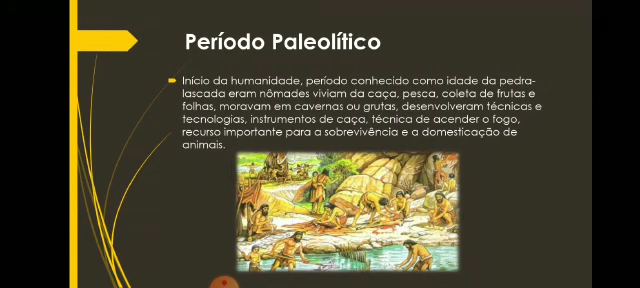 Período Paleolítico
Início da humanidade, período conhecido como idade da pedra-
lascada eram nômades viviam da caça, pesca, coleta de frutas e
folhas, moravam em cavernas ou grutas, desenvolveram técnicas e
tecnologias, instrumentos de caça, técnica de acender o fogo,
recurso importante para a sobrevivência e a domesticação de
animais.